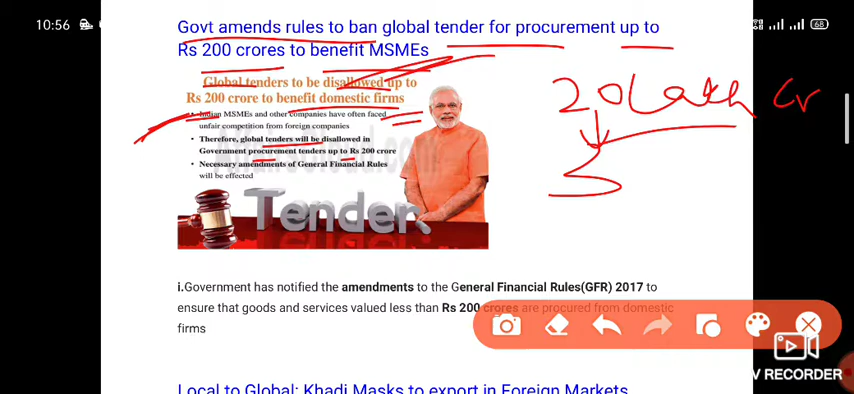 10:56
68
Govt amends rules to ban global tender for procurement up to
Rs 200 crores to benefit MSMEs
Global tenders to be disallowed up to
Rs 200 crore to benefit domestic firms
• Indian MSMEs and other companies have often faced
unfair competition from foreign companies
• Therefore, global tenders will be disallowed in
Government procurement tenders up to Rs 200 crore
• Necessary amendments of General Financial Rules
will be effected
Tender
20 Lakh Cr
i.Government has notified the amendments to the General Financial Rules(GFR) 2017 to
ensure that goods and services valued less than Rs 200 crores are procured from domestic
firms
V RECORDER
Local to Global: Khadi Masks to export in Foreign Markets